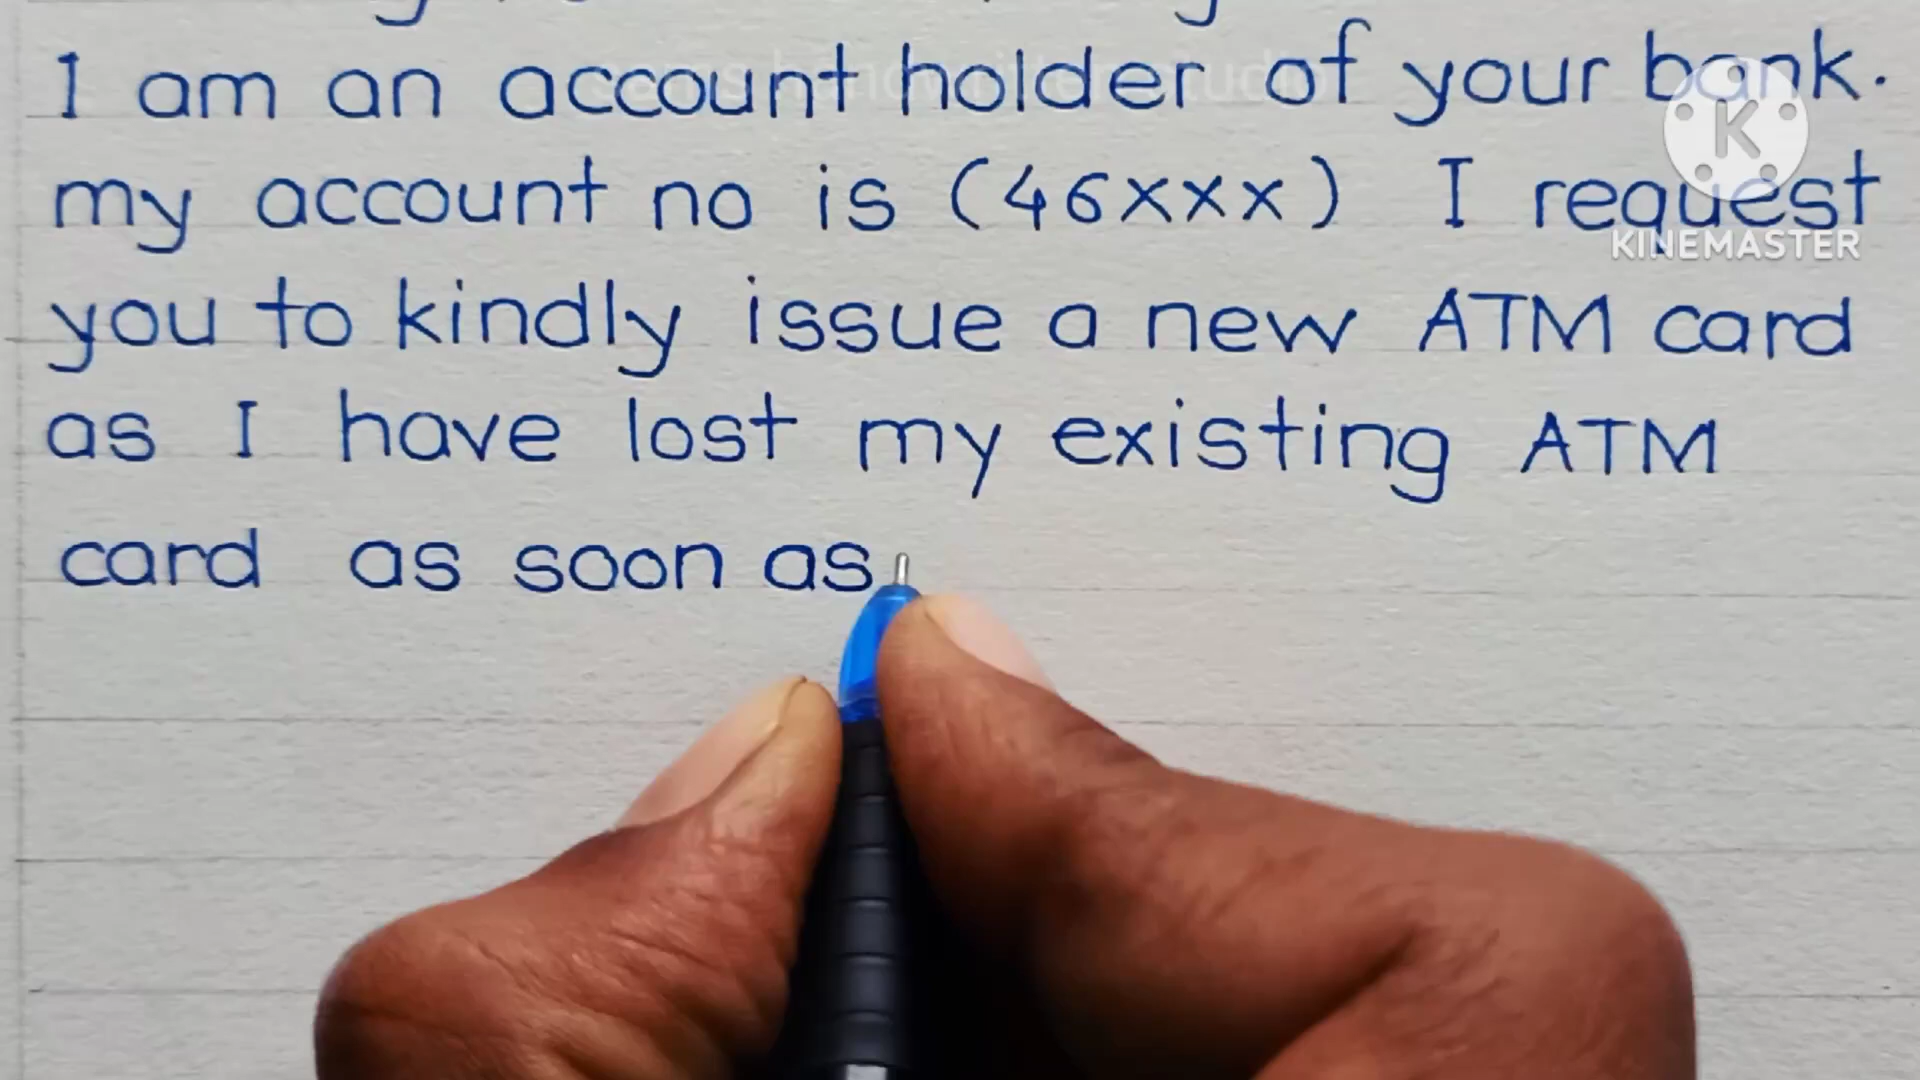 I am an account holder of your bank.
my account no is (46xxx) I request
you to kindly issue a new ATM card
as I have lost my existing ATM
card as soon as
KINEMASTER